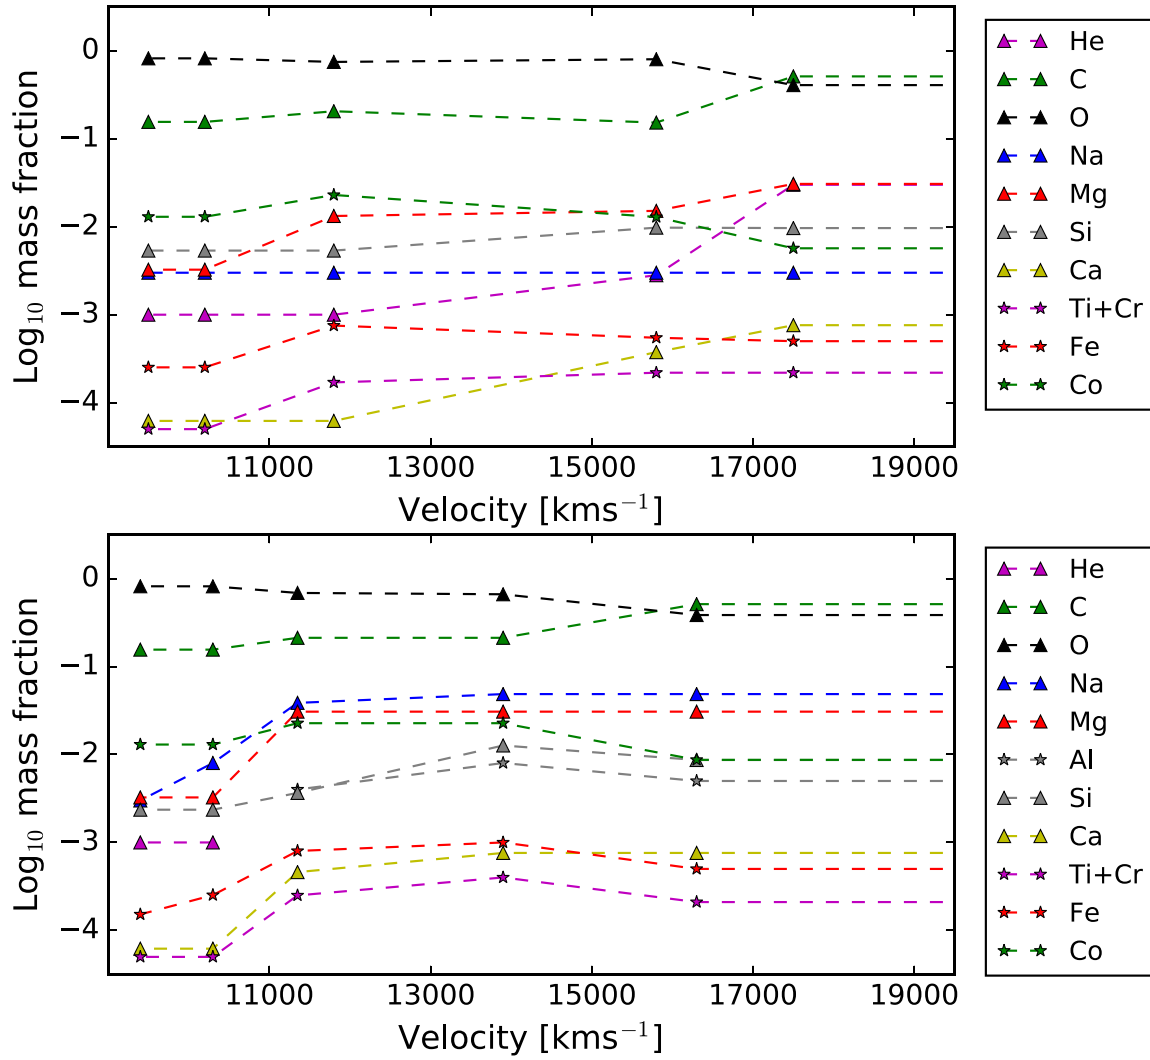 0
−1
−2
−3
−4
Log₁₀ mass fraction
11000 13000 15000 17000 19000
Velocity [kms⁻¹]
He
C
O
Na
Mg
Si
Ca
Ti+Cr
Fe
Co
0
−1
−2
−3
−4
Log₁₀ mass fraction
11000 13000 15000 17000 19000
Velocity [kms⁻¹]
He
C
O
Na
Mg
Al
Si
Ca
Ti+Cr
Fe
Co